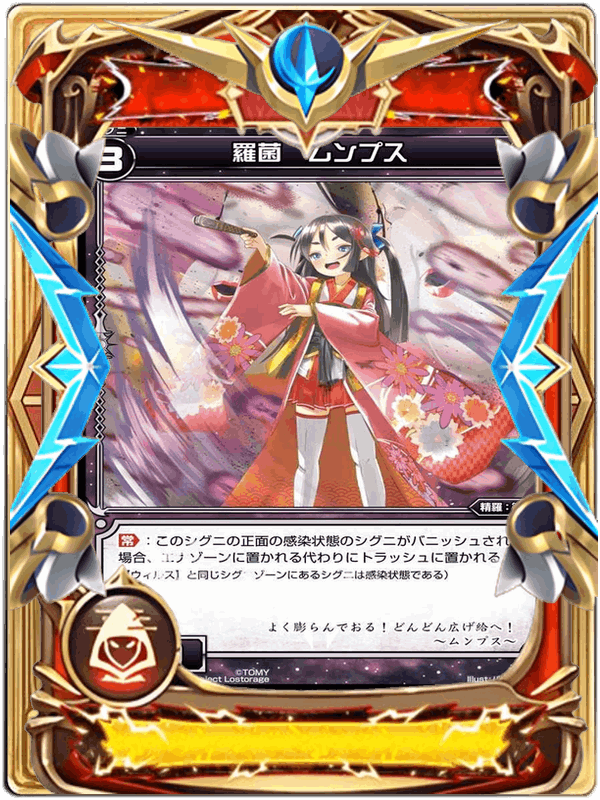 3
羅菌 ムンプス
精羅:
常:このシグニの正面の感染状態のシグニがバニッシュされ
場合、エナゾーンに置かれる代わりにトラッシュに置かれる
【ウィルス】と同じシグ ゾーンにあるシグニは感染状態である)
よく膨らんでおる!どんどん広げ給へ!
～ムンプス～
©TOMY
ject Lostorage
Illust